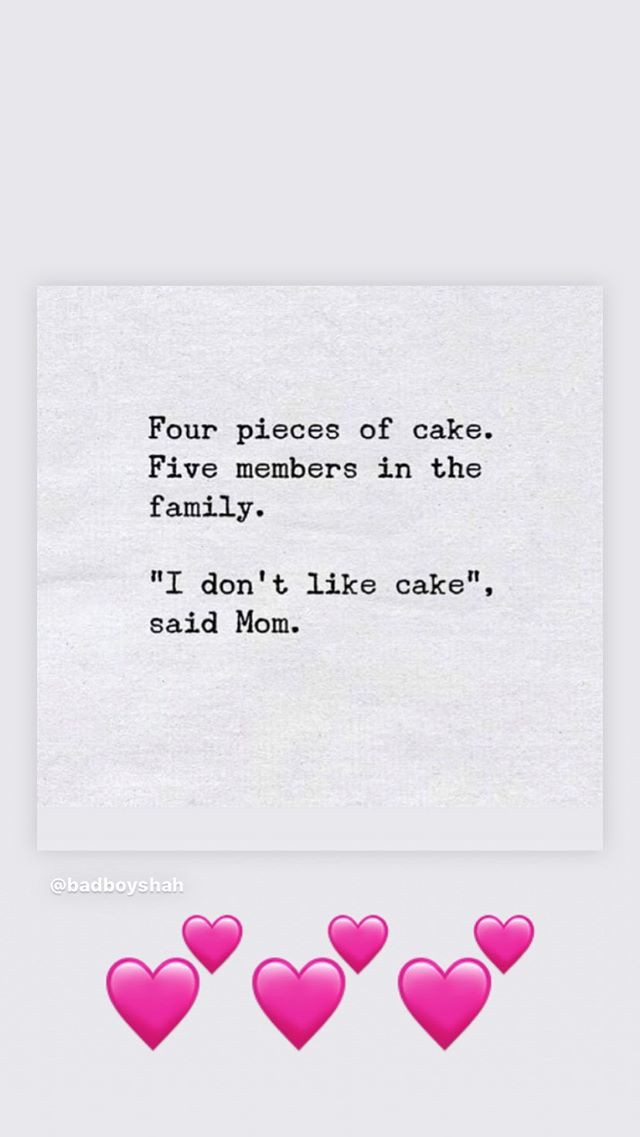 Four pieces of cake.
Five members in the
family.
"I don't like cake",
said Mom.
@badboyshah